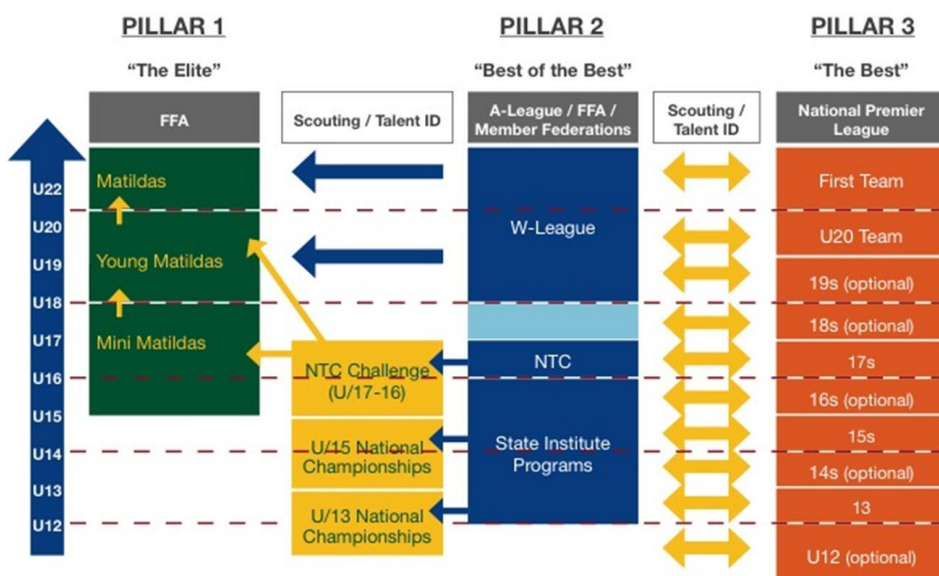 PILLAR 1
PILLAR 2
PILLAR 3
“The Elite”
“Best of the Best”
“The Best”
FFA
Scouting / Talent ID
A-League / FFA /
Member Federations
Scouting /
Talent ID
National Premier
League
U22
U20
U19
U18
U17
U16
U15
U14
U13
U12
Matildas
Young Matildas
Mini Matildas
NTC Challenge
(U/17-16)
U/15 National
Championships
U/13 National
Championships
W-League
NTC
State Institute
Programs
First Team
U20 Team
19s (optional)
18s (optional)
17s
16s (optional)
15s
14s (optional)
13
U12 (optional)